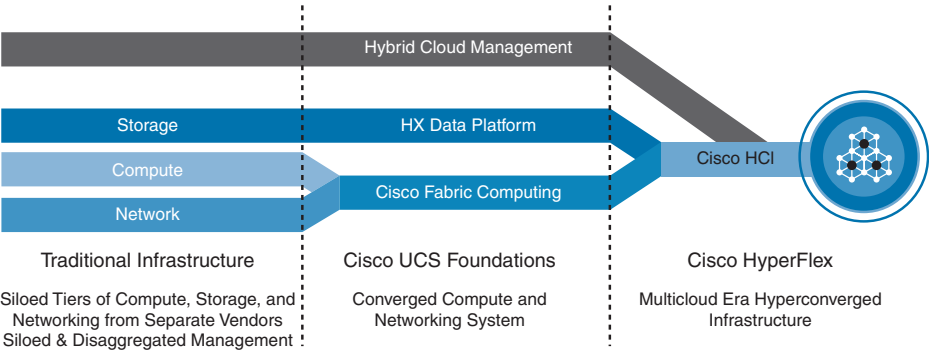 Hybrid Cloud Management
Storage
HX Data Platform
Compute
Cisco HCI
Cisco Fabric Computing
Network
Traditional Infrastructure
Siloed Tiers of Compute, Storage, and
Networking from Separate Vendors
Siloed & Disaggregated Management
Cisco UCS Foundations
Converged Compute and
Networking System
Cisco HyperFlex
Multicloud Era Hyperconverged
Infrastructure